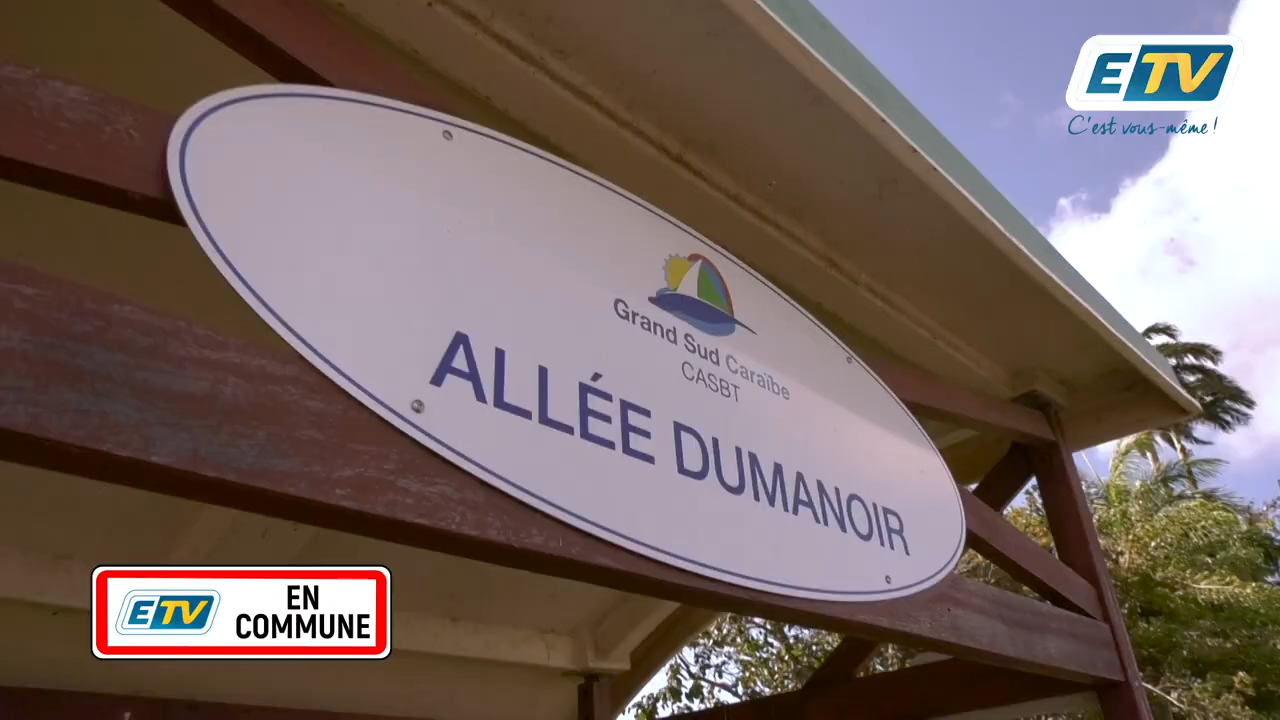 ETV
C'est vous-même !
Grand Sud Caraïbe
CASBT
ALLÉE DUMANOIR
ETV
EN
COMMUNE